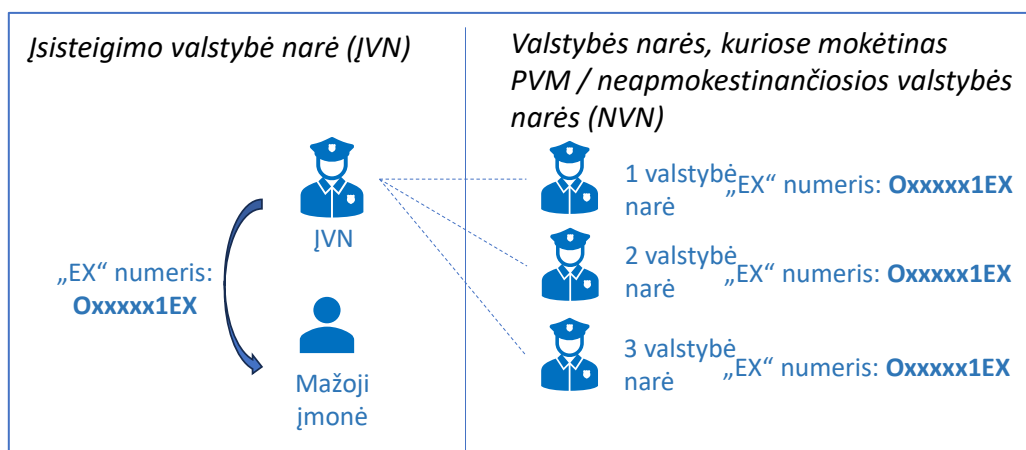 Įsisteigimo valstybė narė (ĮVN)
ĮVN
„EX“ numeris:
Oxxxxx1EX
Mažoji
įmonė
Valstybės narės, kuriose mokėtinas
PVM / neapmokestinančiosios valstybės
narės (NVN)
1 valstybė
narė
„EX“ numeris: Oxxxxx1EX
2 valstybė
narė
„EX“ numeris: Oxxxxx1EX
3 valstybė
narė
„EX“ numeris: Oxxxxx1EX